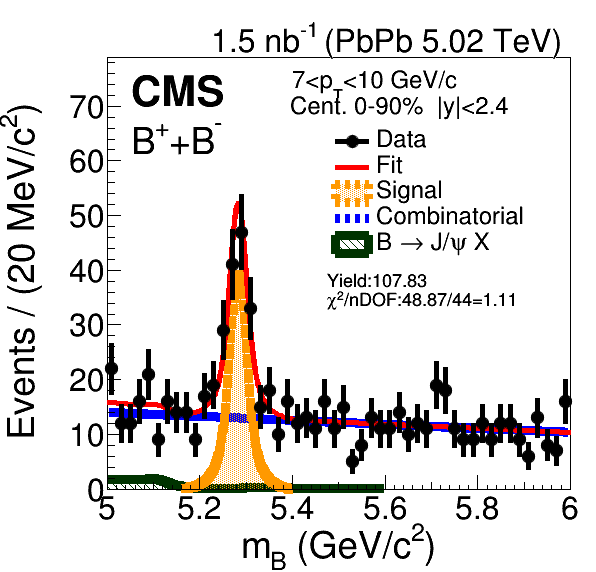 1.5 nb⁻¹ (PbPb 5.02 TeV)
CMS
7<p_T<10 GeV/c
Cent. 0-90% |y|<2.4
B⁺+B⁻
Data
Fit
Signal
Combinatorial
B → J/ψ X
Yield:107.83
χ²/nDOF:48.87/44=1.11
Events / (20 MeV/c²)
70
60
50
40
30
20
10
0
5 5.2 5.4 5.6 5.8 6
m_B (GeV/c²)